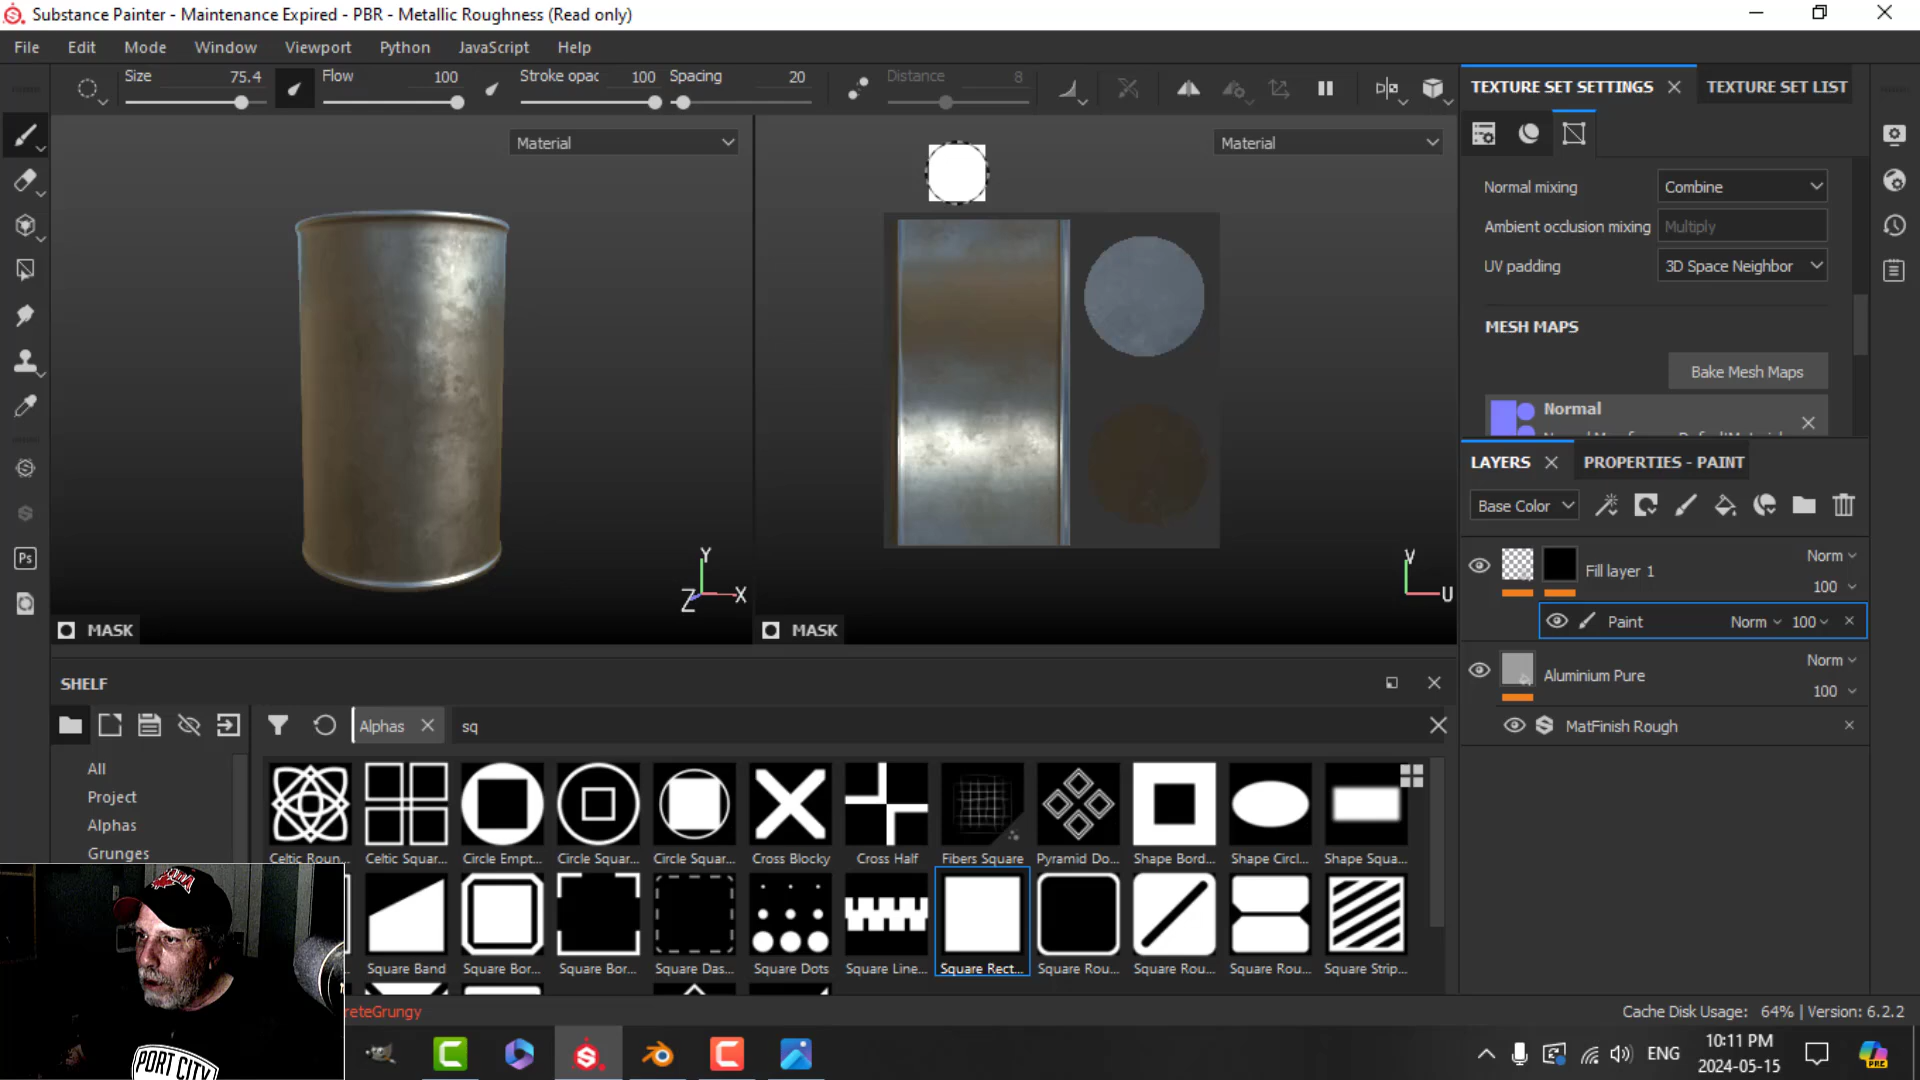 Substance Painter - Maintenance Expired - PBR - Metallic Roughness (Read only)
File Edit Mode Window Viewport Python JavaScript Help
Size 75.4 Flow 100 Stroke opac 100 Spacing 20 Distance 8
TEXTURE SET SETTINGS TEXTURE SET LIST
Material
Material
Normal mixing Combine
Ambient occlusion mixing Multiply
UV padding 3D Space Neighbor
MESH MAPS
Bake Mesh Maps
Normal
LAYERS PROPERTIES - PAINT
Base Color
Norm
Fill layer 1
100
Paint Norm 100
Norm
Aluminium Pure
100
MatFinish Rough
Y
Z X
V
U
MASK
MASK
Ps
SHELF
Alphas sq
All
Project
Alphas
Grunges
Celtic Roun... Celtic Squar... Circle Empt... Circle Squar... Circle Squar... Cross Blocky Cross Half Fibers Square Pyramid Do... Shape Bord... Shape Circl... Shape Squa...
Square Band Square Bor... Square Bor... Square Das... Square Dots Square Line... Square Rect... Square Rou... Square Rou... Square Rou... Square Strip...
reteGrungy
Cache Disk Usage: 64% | Version: 6.2.2
PORT CITY
ENG
10:11 PM
2024-05-15
PRE